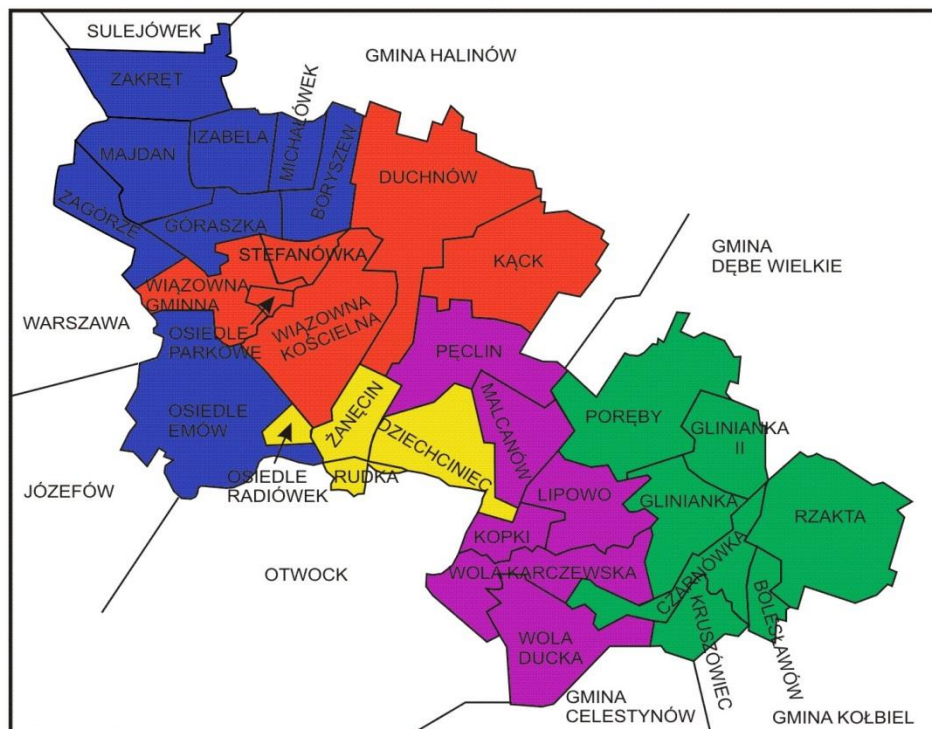 SULEJÓWEK
GMINA HALINÓW
ZAKRĘT
IZABELA
MICHAŁÓWEK
BORYSZEW
MAJDAN
DUCHNÓW
ZAGÓRZE
GÓRASZKA
STEFANÓWKA
KĄCK
GMINA
DĘBE WIELKIE
WIĄZOWNA
GMINNA
WARSZAWA
OSIEDLE
PARKOWE
WIĄZOWNA
KOŚCIELNA
PĘCLIN
MALCANÓW
OSIEDLE
EMÓW
ŻANĘCIN
DZIECHCINIEC
PORĘBY
GLINIANKA
II
JÓZEFÓW
OSIEDLE
RADIÓWEK
RUDKA
LIPOWO
GLINIANKA
RZAKTA
KOPKI
OTWOCK
WOLA KARCZEWSKA
CZARNÓWKA
KRUSZÓWIEC
BOLESŁAWÓW
WOLA
DUCKA
GMINA
CELESTYNÓW
GMINA KOŁBIEL